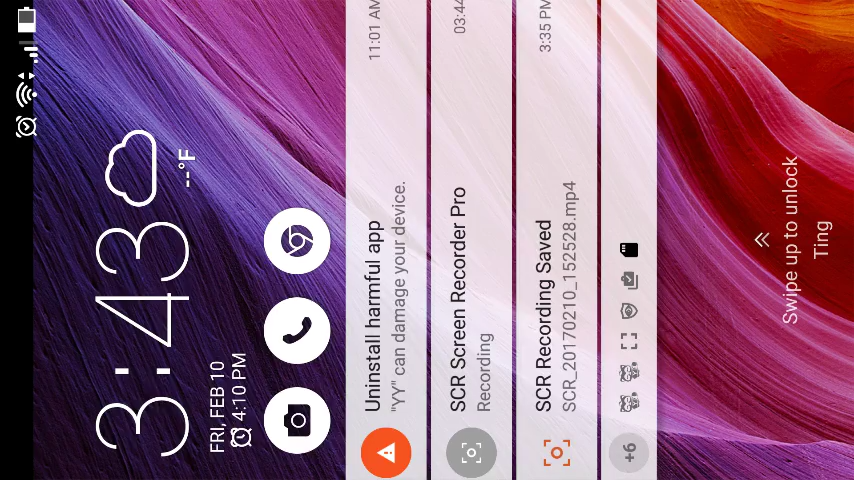 3:43
--°F
FRI, FEB 10
4:10 PM
Uninstall harmful app
11:01 AM
"YY" can damage your device.
SCR Screen Recorder Pro
03:44
Recording
SCR Recording Saved
3:35 PM
SCR_20170210_152528.mp4
+6
Swipe up to unlock
Ting